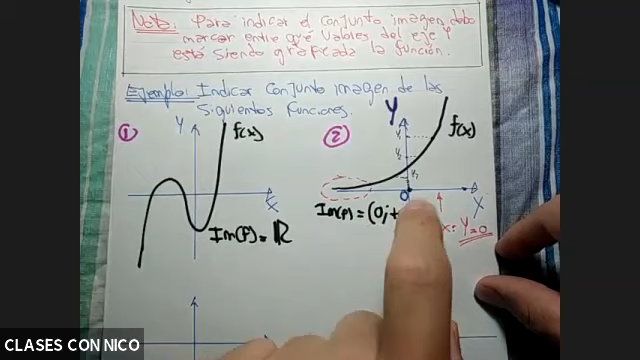 Nota: Para indicar el conjunto imagen debo
marcar entre qué valores del eje Y
está siendo graficada la función.
Ejemplo: Indicar conjunto imagen de las
siguientes funciones.
1
Y
f(x)
X
Im(f) = ℝ
2
Y
f(x)
0
X
Im(f) = (0; +
Y=0
CLASES CON NICO